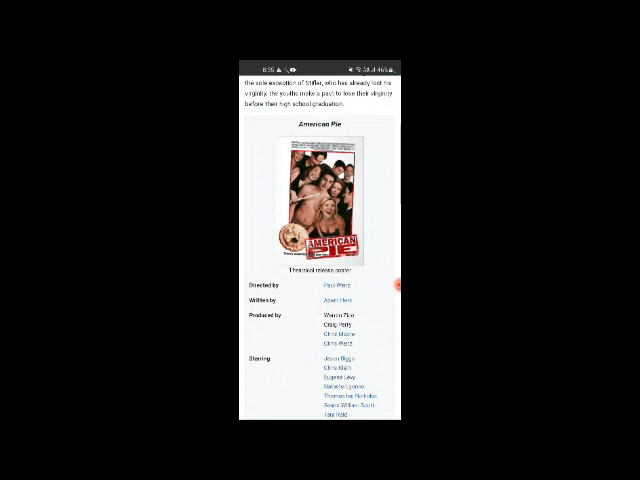 8:55
46%
the sole exception of Stifler, who has already lost his
virginity, the youths make a pact to lose their virginity
before their high school graduation.
American Pie
AMERICAN
PIE
Theatrical release poster
Directed by Paul Weitz
Written by Adam Herz
Produced by Warren Zide
Craig Perry
Chris Moore
Chris Weitz
Starring Jason Biggs
Chris Klein
Eugene Levy
Natasha Lyonne
Thomas Ian Nicholas
Seann William Scott
Tara Reid